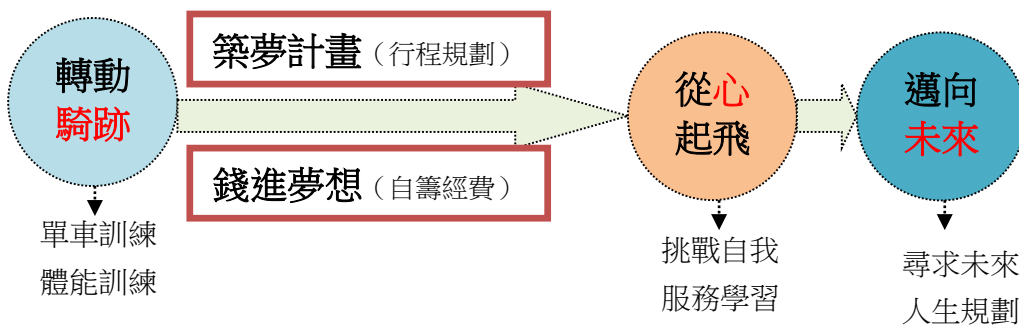 轉動
騎跡
單車訓練
體能訓練
築夢計畫（行程規劃）
錢進夢想（自籌經費）
從心
起飛
挑戰自我
服務學習
邁向
未來
尋求未來
人生規劃